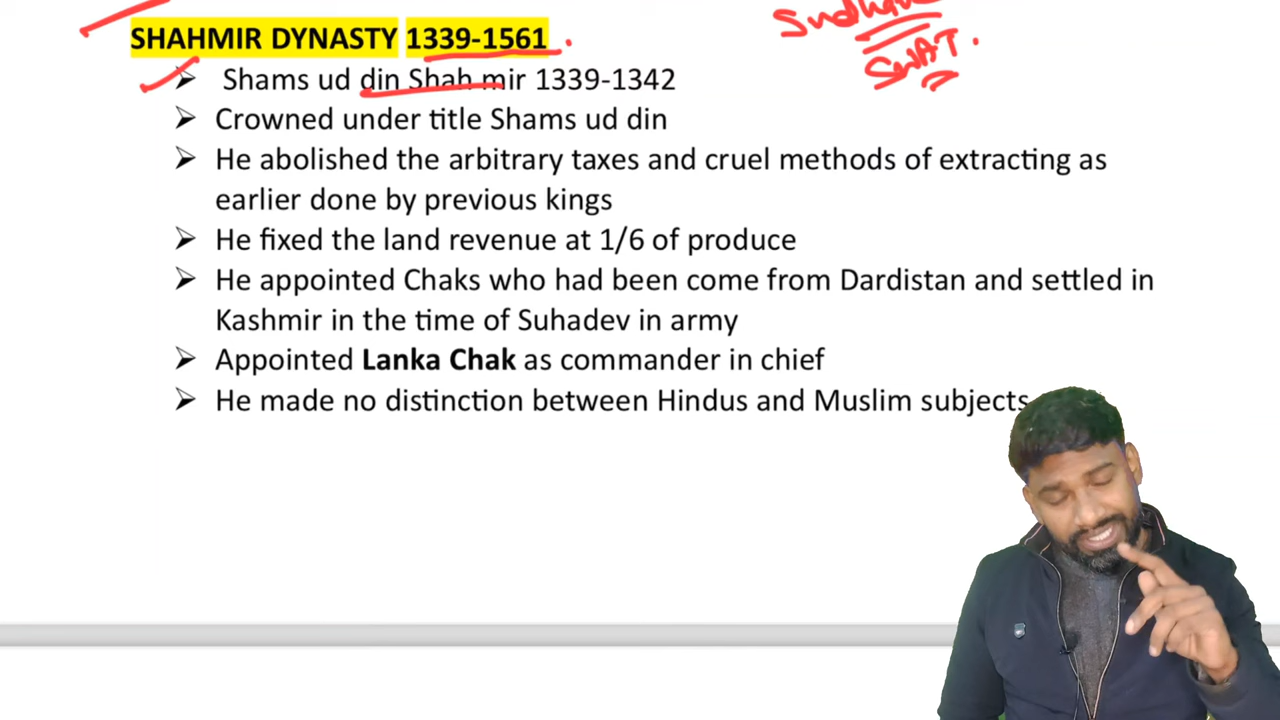 SHAHMIR DYNASTY 1339-1561
SWAT.
➢ Shams ud din Shah mir 1339-1342
➢ Crowned under title Shams ud din
➢ He abolished the arbitrary taxes and cruel methods of extracting as
earlier done by previous kings
➢ He fixed the land revenue at 1/6 of produce
➢ He appointed Chaks who had been come from Dardistan and settled in
Kashmir in the time of Suhadev in army
➢ Appointed Lanka Chak as commander in chief
➢ He made no distinction between Hindus and Muslim subjects